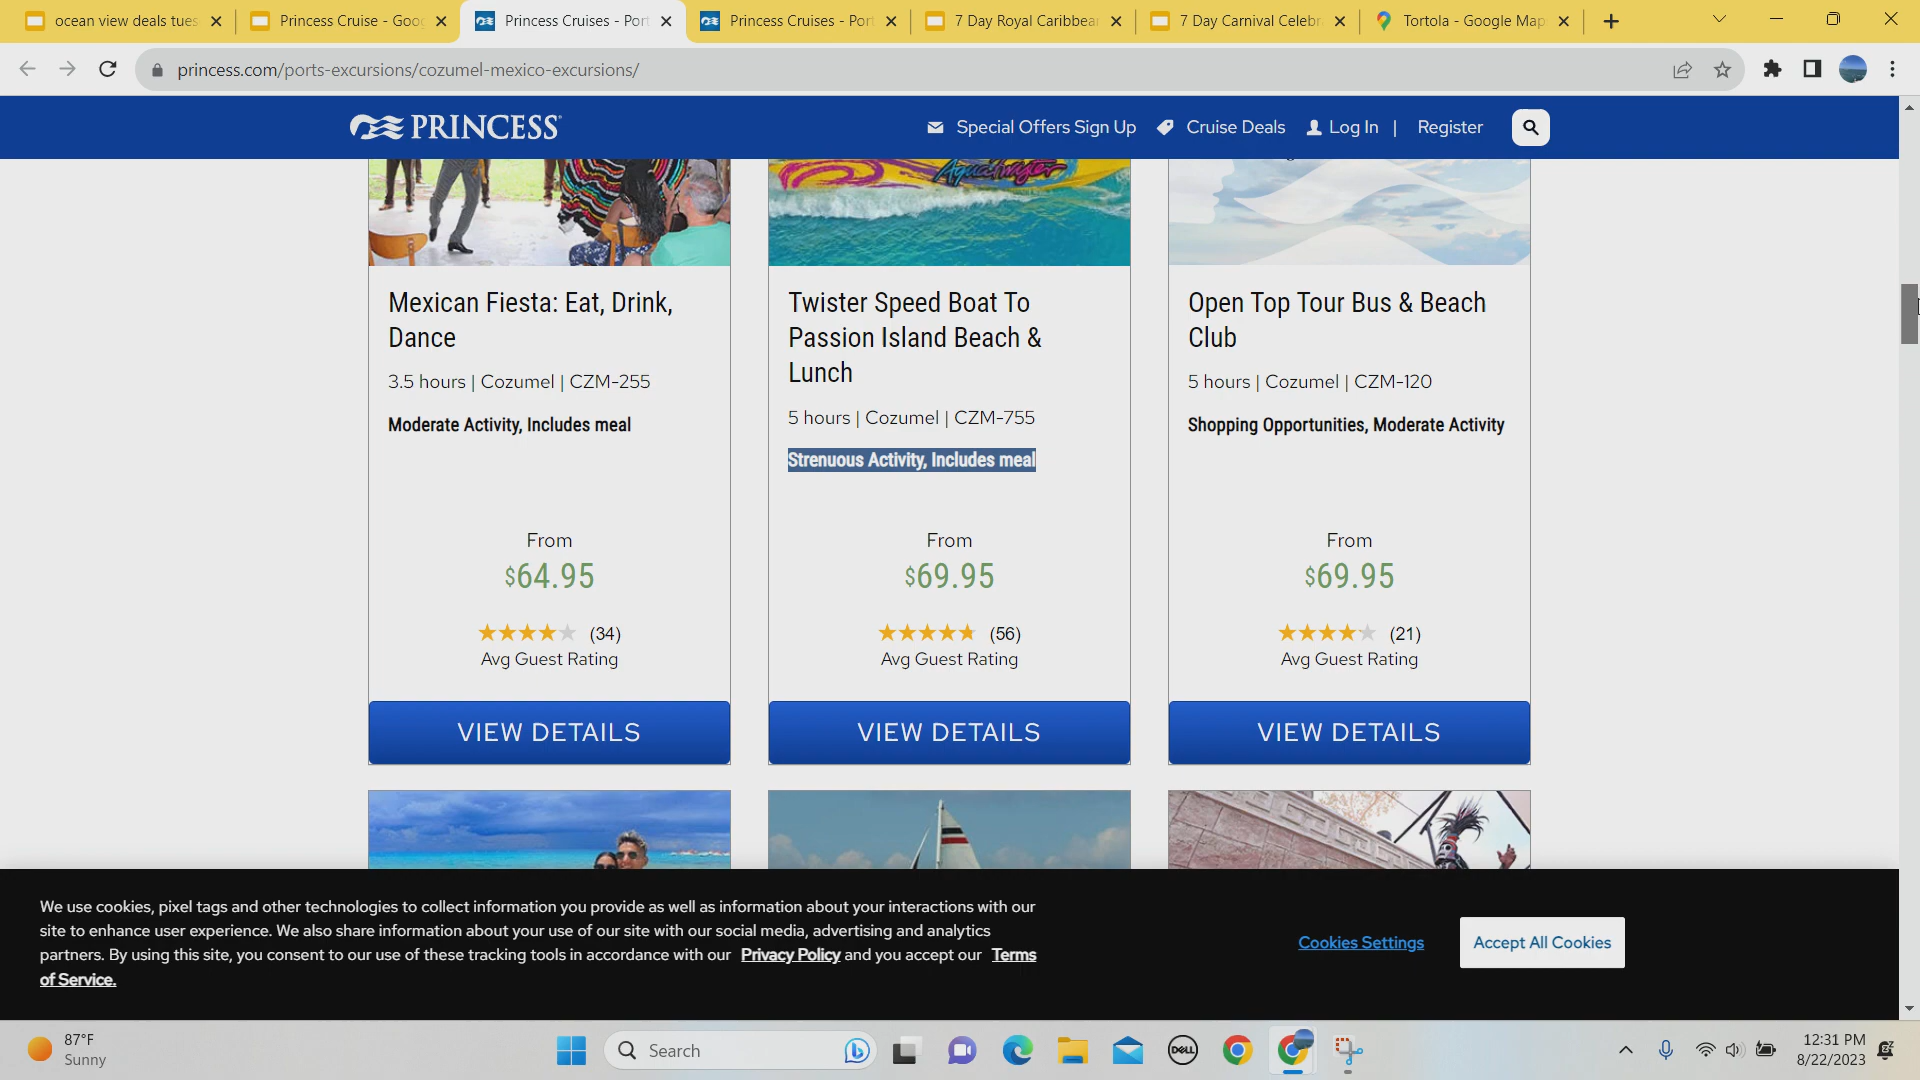 ocean view deals tues
Princess Cruise - Goo
Princess Cruises - Port
Princess Cruises - Port
7 Day Royal Caribbea
7 Day Carnival Celebr
Tortola - Google Map
princess.com/ports-excursions/cozumel-mexico-excursions/
PRINCESS
Special Offers Sign Up
Cruise Deals
Log In | Register
AquaTwister
Mexican Fiesta: Eat, Drink,
Dance
3.5 hours | Cozumel | CZM-255
Moderate Activity, Includes meal
From
$64.95
(34)
Avg Guest Rating
VIEW DETAILS
Twister Speed Boat To
Passion Island Beach &
Lunch
5 hours | Cozumel | CZM-755
Strenuous Activity, Includes meal
From
$69.95
(56)
Avg Guest Rating
VIEW DETAILS
Open Top Tour Bus & Beach
Club
5 hours | Cozumel | CZM-120
Shopping Opportunities, Moderate Activity
From
$69.95
(21)
Avg Guest Rating
VIEW DETAILS
We use cookies, pixel tags and other technologies to collect information you provide as well as information about your interactions with our
site to enhance user experience. We also share information about your use of our site with our social media, advertising and analytics
partners. By using this site, you consent to our use of these tracking tools in accordance with our Privacy Policy and you accept our Terms
of Service.
Cookies Settings
Accept All Cookies
87°F
Sunny
Search
DELL
12:31 PM
8/22/2023